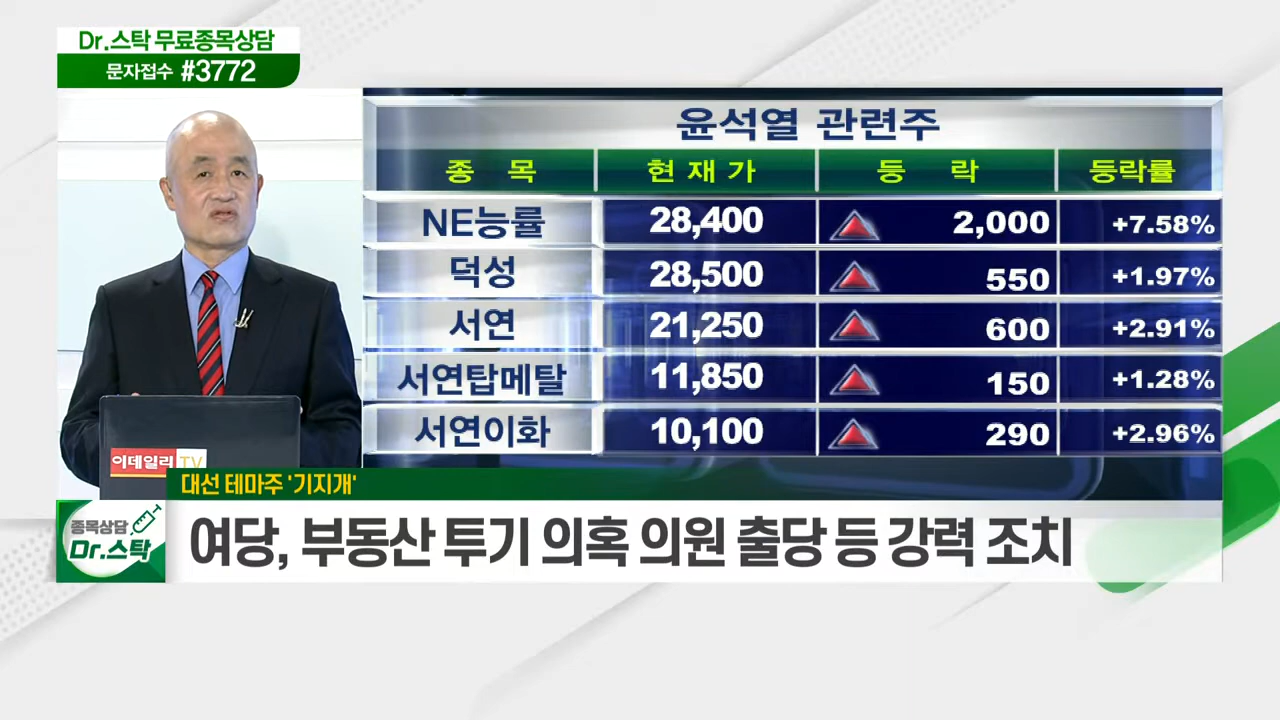 Dr.스탁 무료종목상담
문자접수 #3772
윤석열 관련주
종 목 현 재 가 등 락 등락률
NE능률 28,400 2,000 +7.58%
덕성 28,500 550 +1.97%
서연 21,250 600 +2.91%
서연탑메탈 11,850 150 +1.28%
서연이화 10,100 290 +2.96%
이데일리 TV
대선 테마주 '기지개'
종목상담
Dr.스탁
여당, 부동산 투기 의혹 의원 출당 등 강력 조치